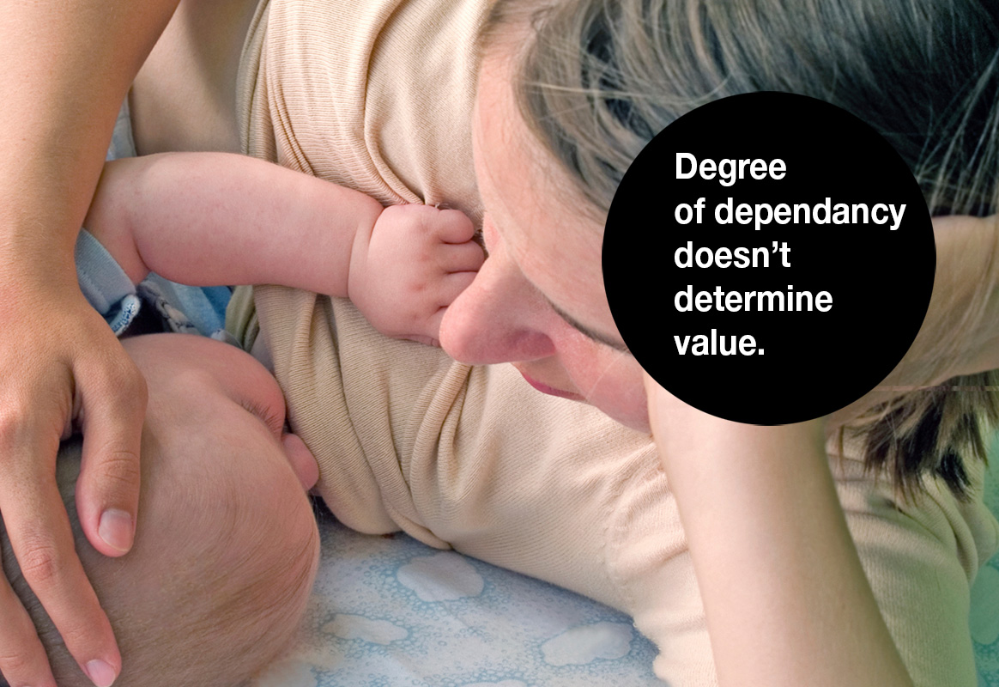 Degree
of dependancy
doesn’t
determine
value.